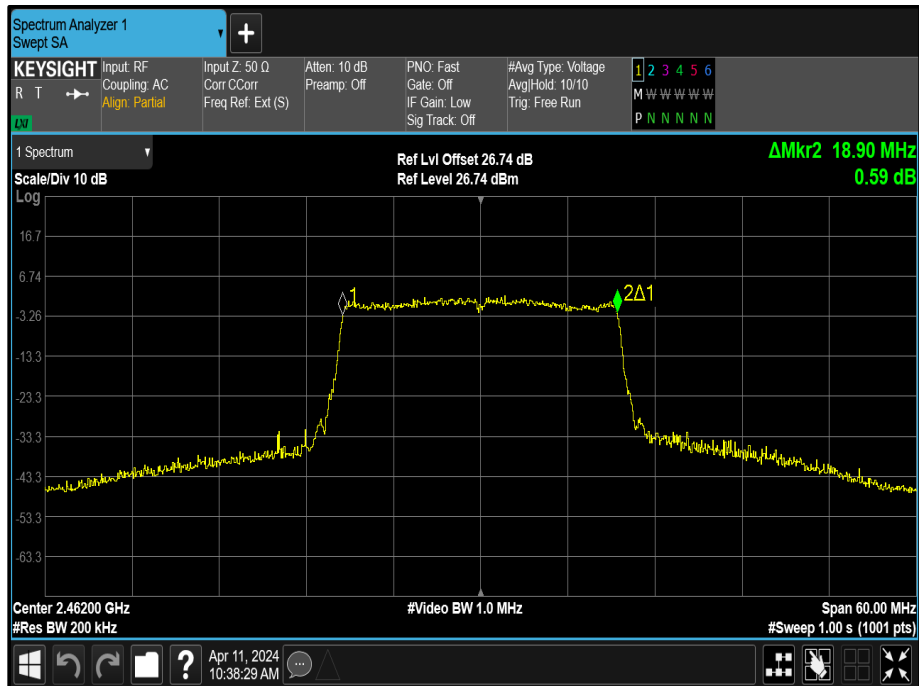 Spectrum Analyzer 1
Swept SA
KEYSIGHT
R T
LXI
Input: RF
Coupling: AC
Align: Partial
Input Z: 50 Ω
Corr CCorr
Freq Ref: Ext (S)
Atten: 10 dB
Preamp: Off
PNO: Fast
Gate: Off
IF Gain: Low
Sig Track: Off
#Avg Type: Voltage
Avg|Hold: 10/10
Trig: Free Run
1 2 3 4 5 6
M W W W W W
P N N N N N
1 Spectrum
Scale/Div 10 dB
Ref Lvl Offset 26.74 dB
Ref Level 26.74 dBm
ΔMkr2 18.90 MHz
0.59 dB
Log
16.7
6.74
-3.26
-13.3
-23.3
-33.3
-43.3
-53.3
-63.3
1
2Δ1
Center 2.46200 GHz
#Res BW 200 kHz
#Video BW 1.0 MHz
Span 60.00 MHz
#Sweep 1.00 s (1001 pts)
?
Apr 11, 2024
10:38:29 AM